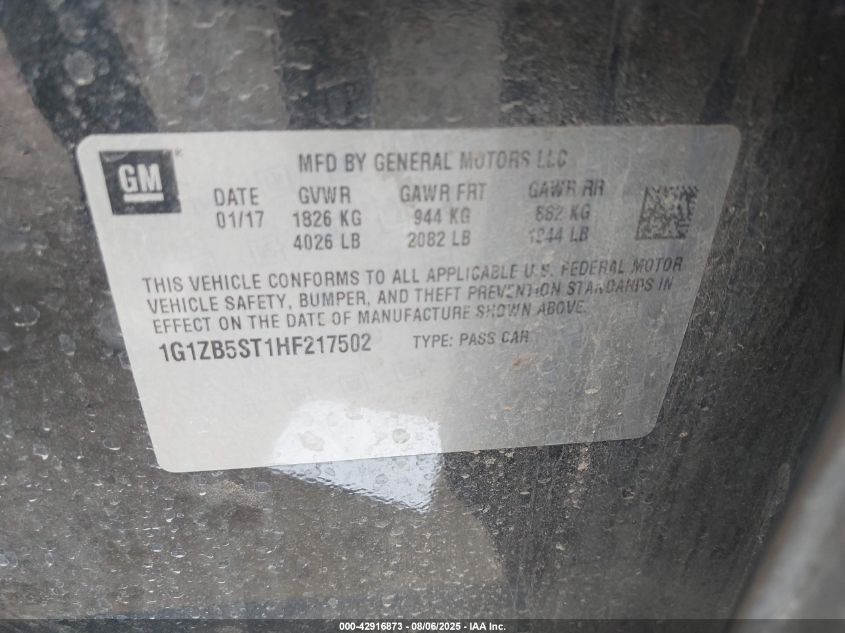 GM
MFD BY GENERAL MOTORS LLC
DATE GVWR GAWR FRT GAWR RR
01/17 1826 KG 944 KG 882 KG
4026 LB 2082 LB 1944 LB
THIS VEHICLE CONFORMS TO ALL APPLICABLE U.S. FEDERAL MOTOR
VEHICLE SAFETY, BUMPER, AND THEFT PREVENTION STANDARDS IN
EFFECT ON THE DATE OF MANUFACTURE SHOWN ABOVE.
1G1ZB5ST1HF217502 TYPE: PASS CAR
000-42916873 - 08/06/2025 - IAA Inc.